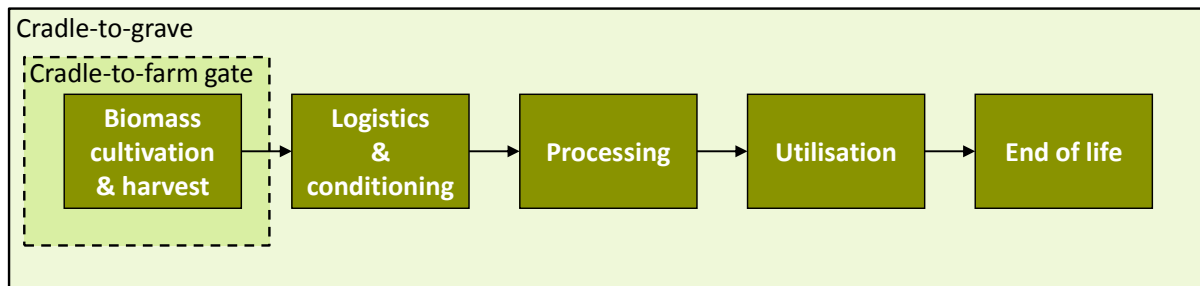 Cradle-to-grave
Cradle-to-farm gate
Biomass
cultivation
& harvest
Logistics
&
conditioning
Processing
Utilisation
End of life